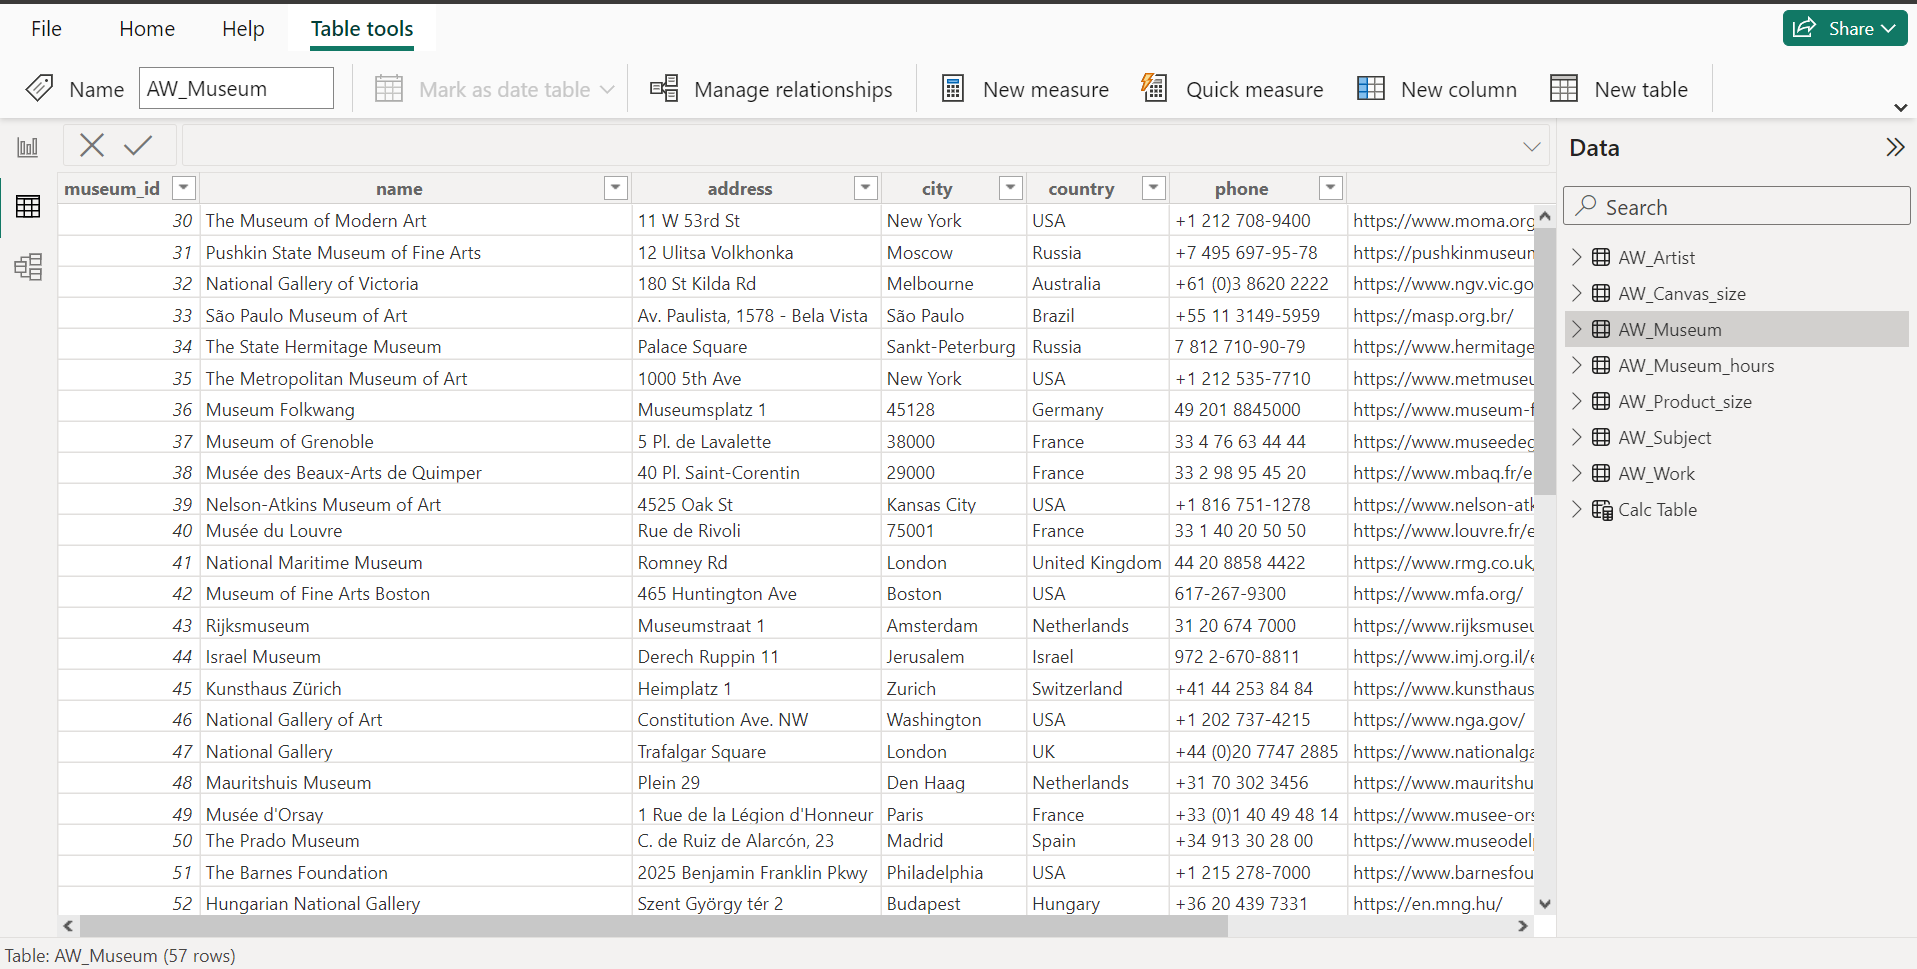 File Home Help Table tools Share
Name AW_Museum Mark as date table Manage relationships New measure Quick measure New column New table
Data
museum_id name address city country phone
Search
30 The Museum of Modern Art 11 W 53rd St New York USA +1 212 708-9400 https://www.moma.org
31 Pushkin State Museum of Fine Arts 12 Ulitsa Volkhonka Moscow Russia +7 495 697-95-78 https://pushkinmuseum
32 National Gallery of Victoria 180 St Kilda Rd Melbourne Australia +61 (0)3 8620 2222 https://www.ngv.vic.go
33 São Paulo Museum of Art Av. Paulista, 1578 - Bela Vista São Paulo Brazil +55 11 3149-5959 https://masp.org.br/
34 The State Hermitage Museum Palace Square Sankt-Peterburg Russia 7 812 710-90-79 https://www.hermitage
35 The Metropolitan Museum of Art 1000 5th Ave New York USA +1 212 535-7710 https://www.metmuseu
36 Museum Folkwang Museumsplatz 1 45128 Germany 49 201 8845000 https://www.museum-f
37 Museum of Grenoble 5 Pl. de Lavalette 38000 France 33 4 76 63 44 44 https://www.museedeg
38 Musée des Beaux-Arts de Quimper 40 Pl. Saint-Corentin 29000 France 33 2 98 95 45 20 https://www.mbaq.fr/e
39 Nelson-Atkins Museum of Art 4525 Oak St Kansas City USA +1 816 751-1278 https://www.nelson-atk
40 Musée du Louvre Rue de Rivoli 75001 France 33 1 40 20 50 50 https://www.louvre.fr/e
41 National Maritime Museum Romney Rd London United Kingdom 44 20 8858 4422 https://www.rmg.co.uk/
42 Museum of Fine Arts Boston 465 Huntington Ave Boston USA 617-267-9300 https://www.mfa.org/
43 Rijksmuseum Museumstraat 1 Amsterdam Netherlands 31 20 674 7000 https://www.rijksmuseu
44 Israel Museum Derech Ruppin 11 Jerusalem Israel 972 2-670-8811 https://www.imj.org.il/e
45 Kunsthaus Zürich Heimplatz 1 Zurich Switzerland +41 44 253 84 84 https://www.kunsthaus
46 National Gallery of Art Constitution Ave. NW Washington USA +1 202 737-4215 https://www.nga.gov/
47 National Gallery Trafalgar Square London UK +44 (0)20 7747 2885 https://www.nationalga
48 Mauritshuis Museum Plein 29 Den Haag Netherlands +31 70 302 3456 https://www.mauritshu
49 Musée d'Orsay 1 Rue de la Légion d'Honneur Paris France +33 (0)1 40 49 48 14 https://www.musee-ors
50 The Prado Museum C. de Ruiz de Alarcón, 23 Madrid Spain +34 913 30 28 00 https://www.museodelp
51 The Barnes Foundation 2025 Benjamin Franklin Pkwy Philadelphia USA +1 215 278-7000 https://www.barnesfou
52 Hungarian National Gallery Szent György tér 2 Budapest Hungary +36 20 439 7331 https://en.mng.hu/
AW_Artist
AW_Canvas_size
AW_Museum
AW_Museum_hours
AW_Product_size
AW_Subject
AW_Work
Calc Table
Table: AW_Museum (57 rows)